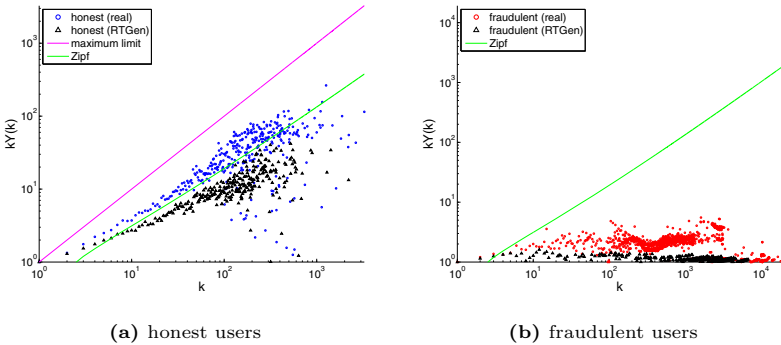 honest (real)
honest (RTGen)
maximum limit
Zipf
kY(k)
10^3
10^2
10^1
10^0
10^0
10^1
10^2
10^3
k
(a) honest users
fraudulent (real)
fraudulent (RTGen)
Zipf
kY(k)
10^4
10^3
10^2
10^1
10^0
10^0
10^1
10^2
10^3
10^4
k
(b) fraudulent users